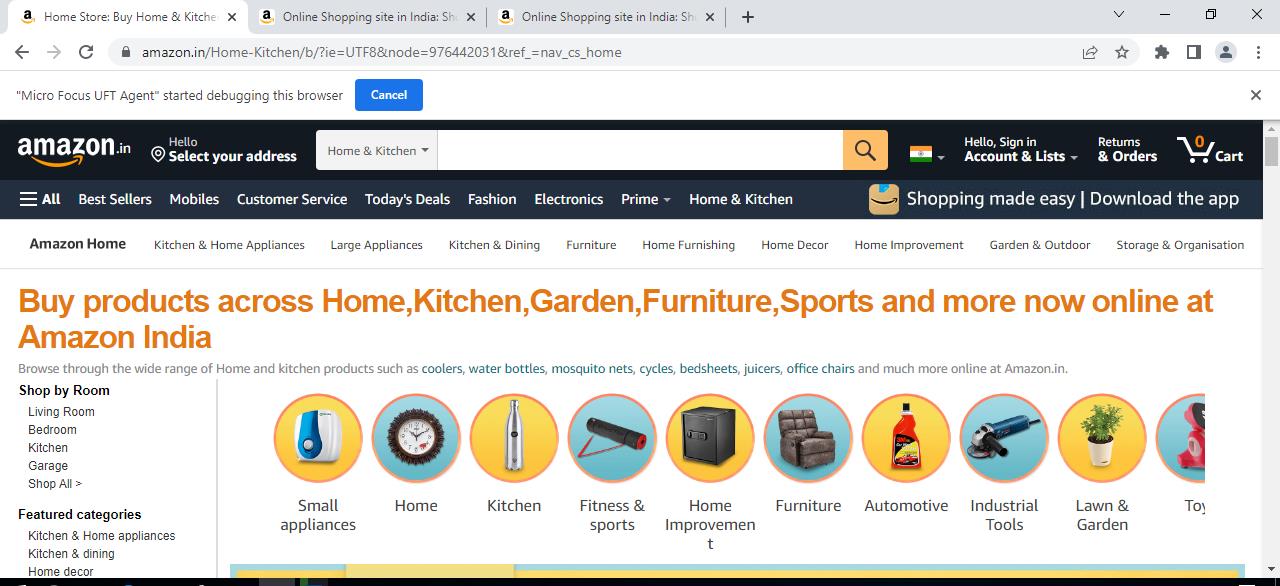 Home Store: Buy Home & Kitche
Online Shopping site in India: Sh
Online Shopping site in India: Sh
amazon.in/Home-Kitchen/b/?ie=UTF8&node=976442031&ref_=nav_cs_home
"Micro Focus UFT Agent" started debugging this browser
Cancel
amazon.in
Hello
Select your address
Home & Kitchen
Hello, Sign in
Account & Lists
Returns
& Orders
0
Cart
All
Best Sellers
Mobiles
Customer Service
Today's Deals
Fashion
Electronics
Prime
Home & Kitchen
Shopping made easy | Download the app
Amazon Home
Kitchen & Home Appliances
Large Appliances
Kitchen & Dining
Furniture
Home Furnishing
Home Decor
Home Improvement
Garden & Outdoor
Storage & Organisation
Buy products across Home,Kitchen,Garden,Furniture,Sports and more now online at
Amazon India
Browse through the wide range of Home and kitchen products such as coolers, water bottles, mosquito nets, cycles, bedsheets, juicers, office chairs and much more online at Amazon.in.
Shop by Room
Living Room
Bedroom
Kitchen
Garage
Shop All >
Featured categories
Kitchen & Home appliances
Kitchen & dining
Home decor
Small
appliances
Home
Kitchen
Fitness &
sports
Home
Improvemen
t
Furniture
Automotive
Industrial
Tools
Lawn &
Garden
Toy